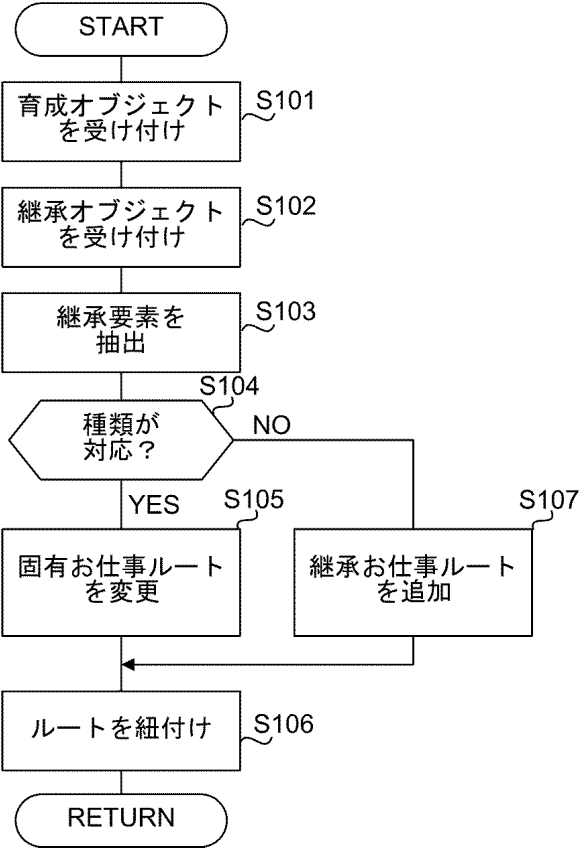 START
育成オブジェクト
を受け付け
S101
継承オブジェクト
を受け付け
S102
継承要素を
抽出
S103
種類が
対応？
S104
NO
YES
固有お仕事ルート
を変更
S105
継承お仕事ルート
を追加
S107
ルートを紐付け
S106
RETURN